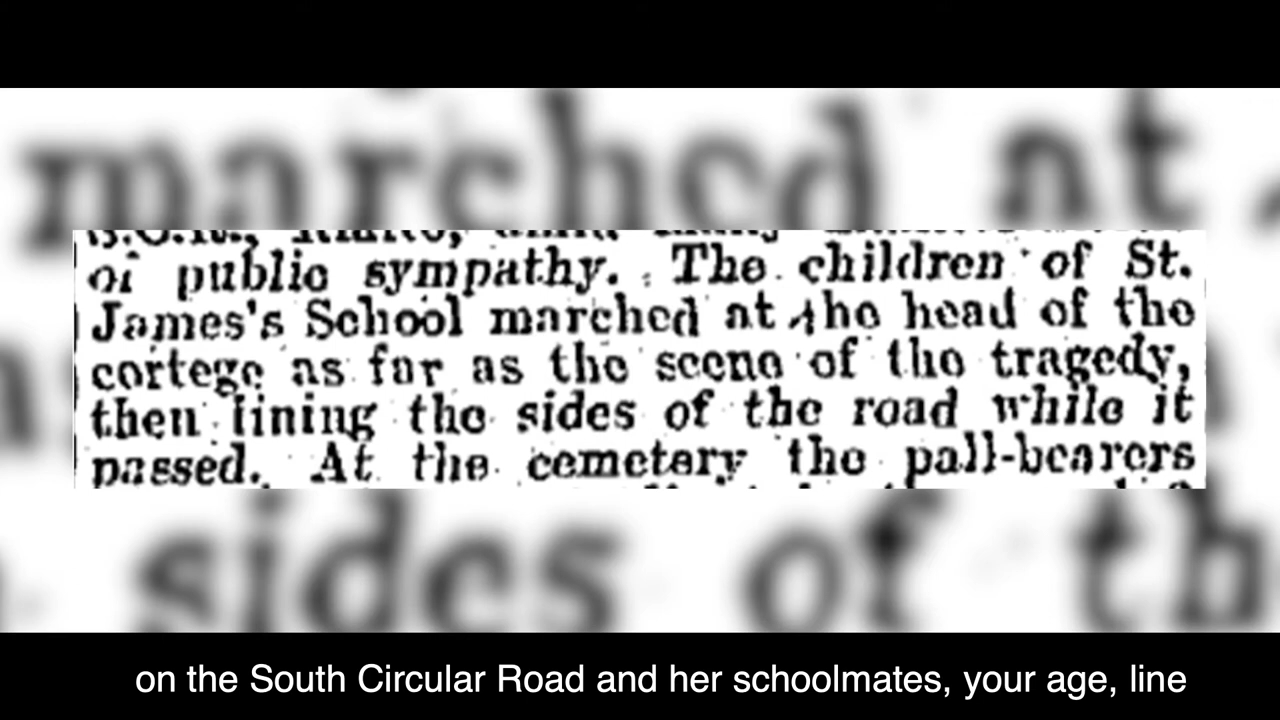 marched at
of public sympathy. The children of St.
James's School marched at the head of the
cortege as far as the scene of the tragedy,
then lining the sides of the road while it
passed. At the cemetery the pall-bearers
sides of th
on the South Circular Road and her schoolmates, your age, line